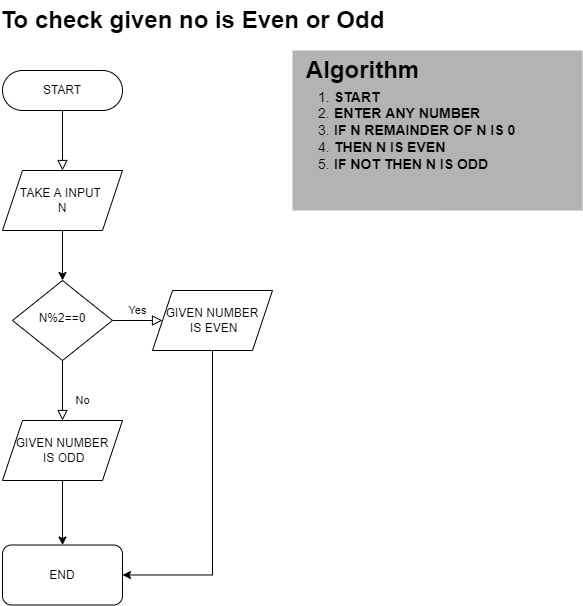 To check given no is Even or Odd
Algorithm
1. START
2. ENTER ANY NUMBER
3. IF N REMAINDER OF N IS 0
4. THEN N IS EVEN
5. IF NOT THEN N IS ODD
START
TAKE A INPUT
N
N%2==0
Yes
GIVEN NUMBER
IS EVEN
No
GIVEN NUMBER
IS ODD
END